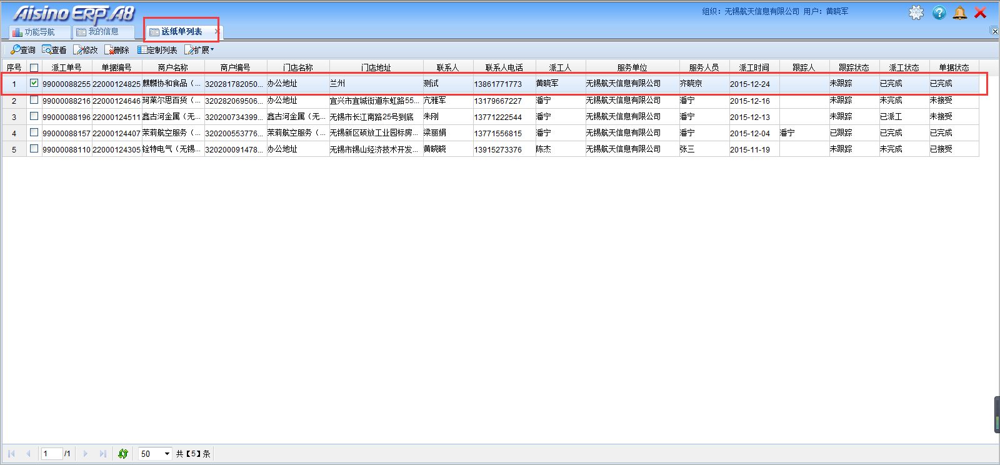 Aisino ERP.A8
组织：无锡航天信息有限公司 用户：黄晓军
功能导航 我的信息 送纸单列表
查询 查看 修改 删除 定制列表 扩展
序号 派工单号 单据编号 商户名称 商户编号 门店名称 门店地址 联系人 联系人电话 派工人 服务单位 服务人员 派工时间 跟踪人 跟踪状态 派工状态 单据状态
1 99000088255 22000124825 麒麟协和食品（... 320281782050... 办公地址 兰州 测试 13861771773 黄晓军 无锡航天信息有限公司 齐晓京 2015-12-24 未跟踪 已完成 已完成
2 99000088216 22000124646 珂莱尔思百货（... 320282069506... 办公地址 宜兴市宜城街道东虹路55... 亢雅军 13179667227 潘宁 无锡航天信息有限公司 潘宁 2015-12-16 未跟踪 未完成 未接受
3 99000088196 22000124511 鑫古河金属（无... 320200734399... 鑫古河金属（无... 无锡市长江南路25号到底 朱刚 13771222544 潘宁 无锡航天信息有限公司 潘宁 2015-12-13 未跟踪 已派工 未接受
4 99000088157 22000124407 茉莉航空服务（... 320200553776... 茉莉航空服务（... 无锡新区硕放工业园标房... 梁丽娟 13771556815 潘宁 无锡航天信息有限公司 潘宁 2015-12-04 潘宁 已跟踪 已完成 已完成
5 99000088110 22000124305 铨特电气（无锡... 320200091478... 办公地址 无锡市锡山经济技术开发... 黄晓晓 13915273376 陈杰 无锡航天信息有限公司 张三 2015-11-19 未跟踪 未完成 已接受
1 /1 50 共【5】条